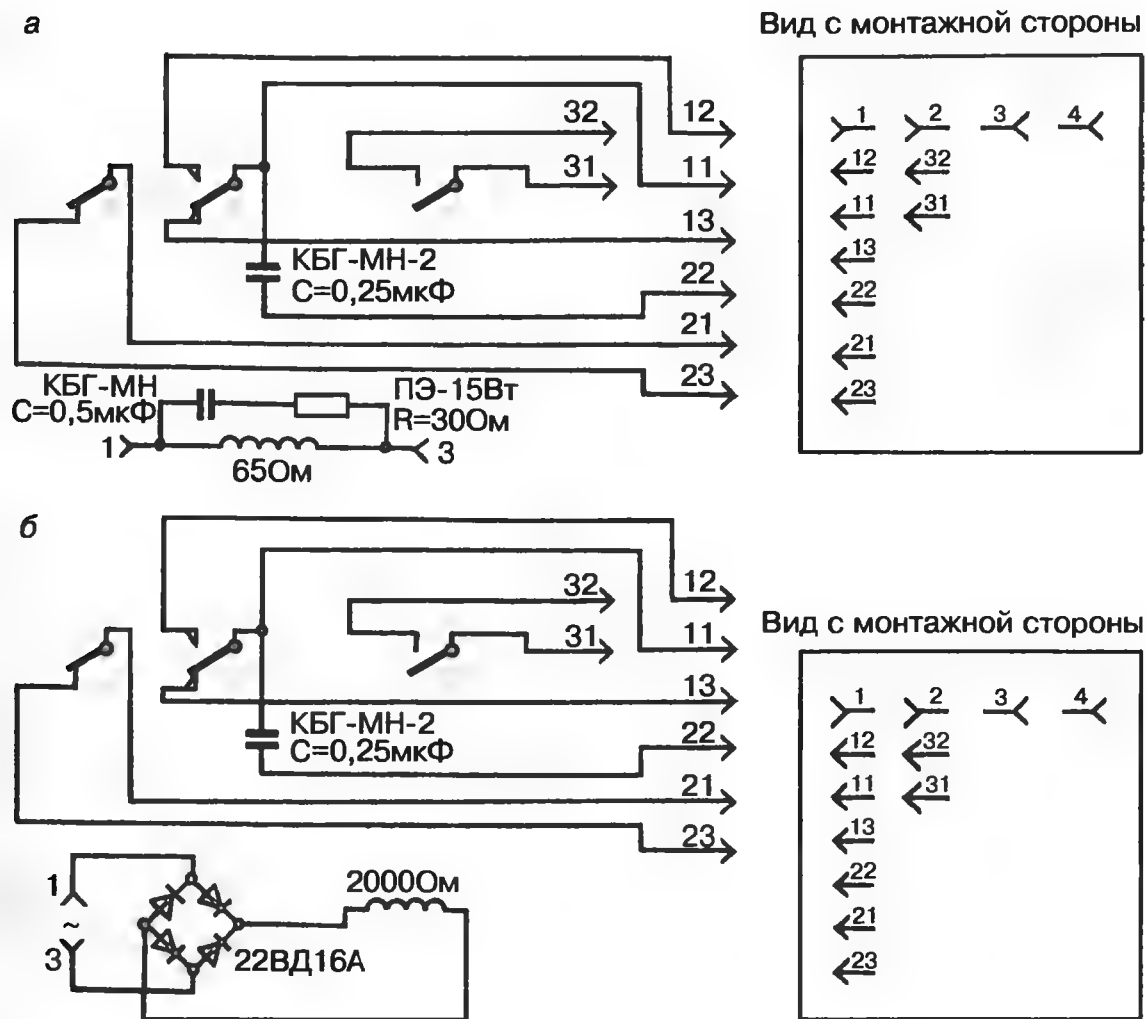 а
Вид с монтажной стороны
32
12
31
11
13
КБГ-МН-2
С=0,25мкФ
22
21
23
КБГ-МН
С=0,5мкФ
ПЭ-15Вт
R=30Ом
1
3
65Ом
1 2 3 4
12 32
11 31
13
22
21
23
б
Вид с монтажной стороны
32
12
31
11
13
КБГ-МН-2
С=0,25мкФ
22
21
23
1
~
3
2000Ом
22ВД16А
1 2 3 4
12 32
11 31
13
22
21
23